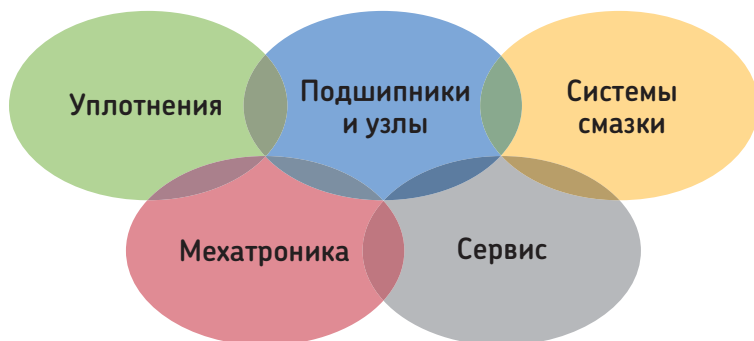 Уплотнения
Подшипники
и узлы
Системы
смазки
Мехатроника
Сервис